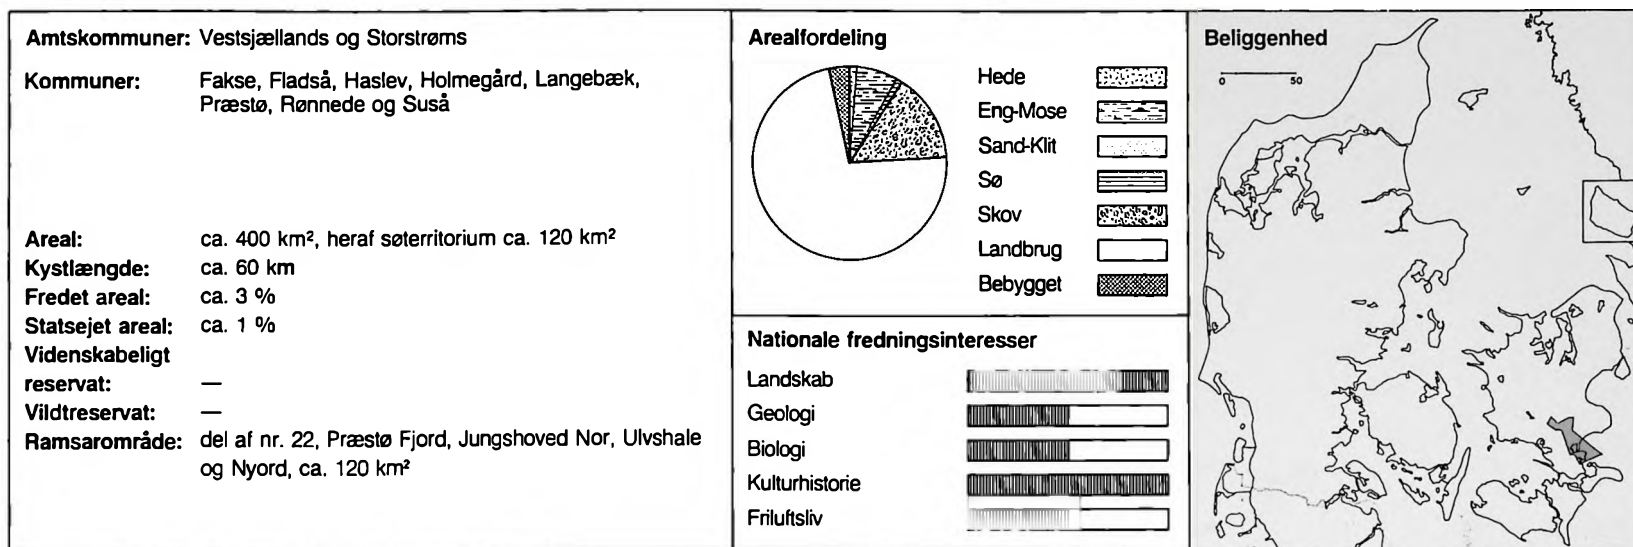 Amtskommuner: Vestsjællands og Storstrøms
Kommuner: Fakse, Fladså, Haslev, Holmegård, Langebæk,
Præstø, Rønnede og Suså
Areal: ca. 400 km², heraf søterritorium ca. 120 km²
Kystlængde: ca. 60 km
Fredet areal: ca. 3 %
Statsejet areal: ca. 1 %
Videnskabeligt
reservat: —
Vildtreservat: —
Ramsarområde: del af nr. 22, Præstø Fjord, Jungshoved Nor, Ulvshale
og Nyord, ca. 120 km²
Arealfordeling
Hede
Eng-Mose
Sand-Klit
Sø
Skov
Landbrug
Bebygget
Nationale fredningsinteresser
Landskab
Geologi
Biologi
Kulturhistorie
Friluftsliv
Beliggenhed
0 50